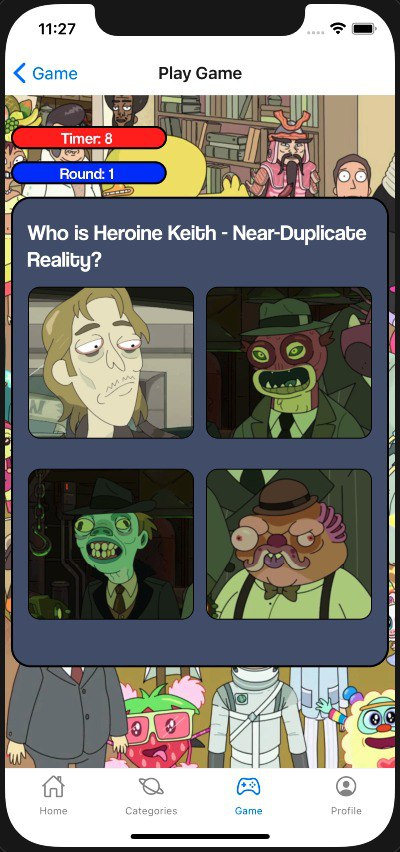 11:27
Game
Play Game
Timer: 8
Round: 1
Who is Heroine Keith - Near-Duplicate
Reality?
Home
Categories
Game
Profile